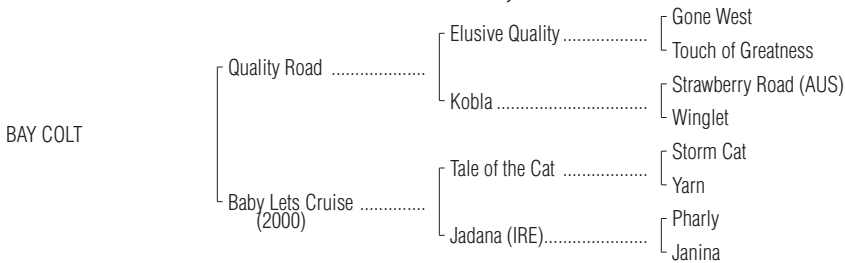 Gone West
Elusive Quality ....................
Touch of Greatness
Quality Road ......................
Strawberry Road (AUS)
Kobla ...................................
Winglet
BAY COLT
Storm Cat
Tale of the Cat ....................
Yarn
Baby Lets Cruise ...............
(2000)
Pharly
Jadana (IRE)........................
Janina